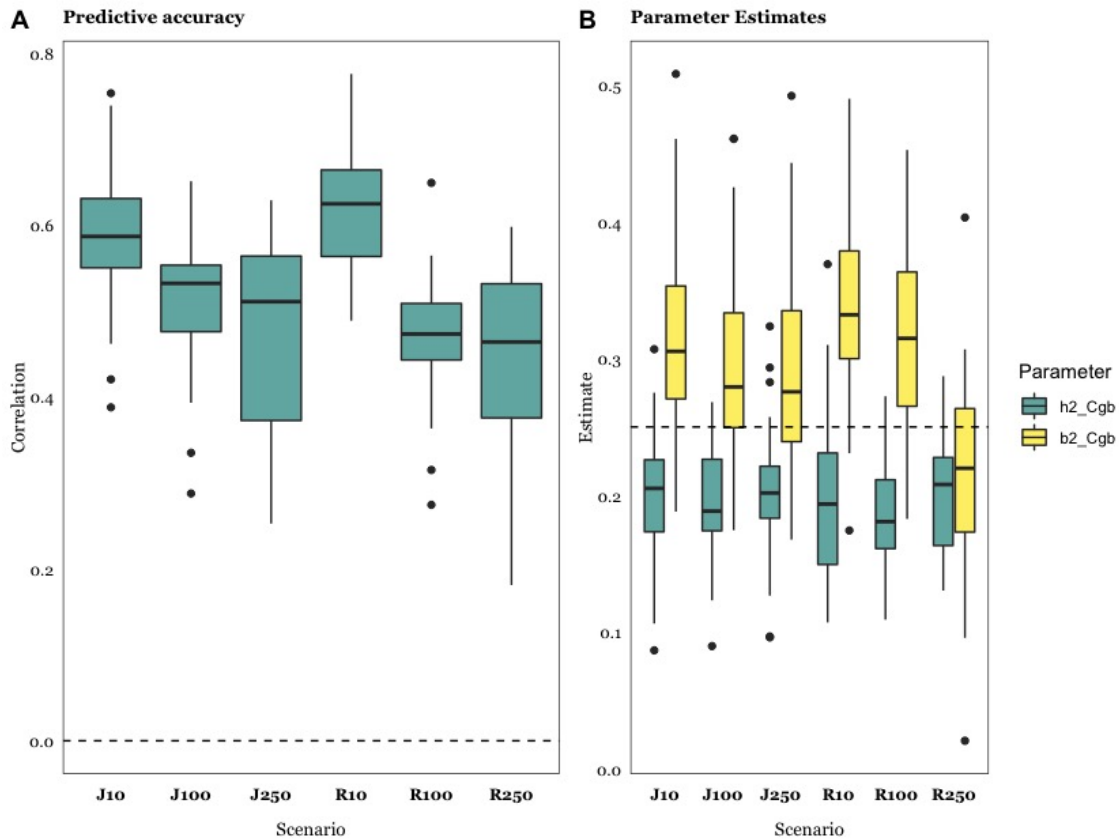 A Predictive accuracy
0.8
0.6
0.4
0.2
0.0
Correlation
J10 J100 J250 R10 R100 R250
Scenario
B Parameter Estimates
0.5
0.4
0.3
0.2
0.1
0.0
Estimate
J10 J100 J250 R10 R100 R250
Scenario
Parameter
h2_Cgb
b2_Cgb